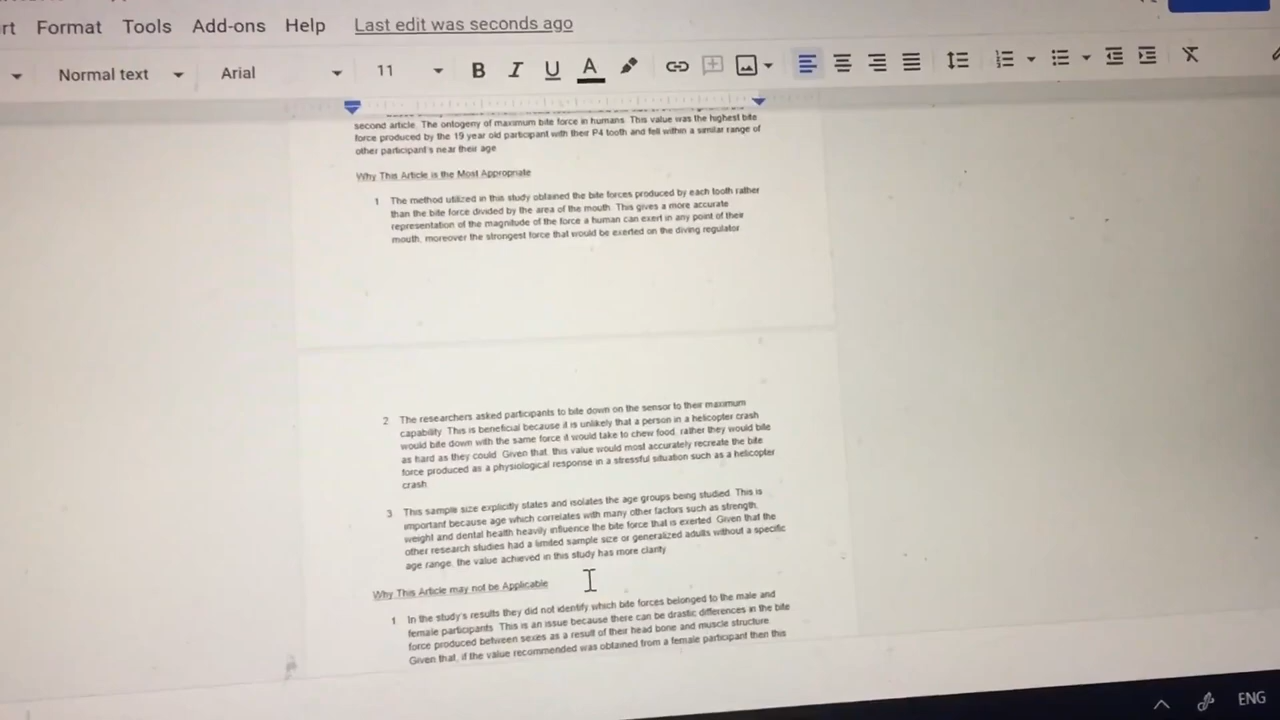 rt Format Tools Add-ons Help Last edit was seconds ago
Normal text Arial 11 B I U A
second article. The ontogeny of maximum bite force in humans. This value was the highest bite
force produced by the 19 year old participant with their P4 tooth and fell within a similar range of
other participant's near their age
Why This Article is the Most Appropriate
1 The method utilized in this study obtained the bite forces produced by each tooth rather
than the bite force divided by the area of the mouth. This gives a more accurate
representation of the magnitude of the force a human can exert in any point of their
mouth, moreover the strongest force that would be exerted on the diving regulator
2 The researchers asked participants to bite down on the sensor to their maximum
capability. This is beneficial because it is unlikely that a person in a helicopter crash
would bite down with the same force it would take to chew food, rather they would bite
as hard as they could. Given that, this value would most accurately recreate the bite
force produced as a physiological response in a stressful situation such as a helicopter
crash
3 This sample size explicitly states and isolates the age groups being studied. This is
important because age which correlates with many other factors such as strength,
weight and dental health heavily influence the bite force that is exerted. Given that the
other research studies had a limited sample size or generalized adults without a specific
age range, the value achieved in this study has more clarity
Why This Article may not be Applicable
1 In the study's results they did not identify which bite forces belonged to the male and
female participants. This is an issue because there can be drastic differences in the bite
force produced between sexes as a result of their head bone and muscle structure.
Given that, if the value recommended was obtained from a female participant then this
ENG